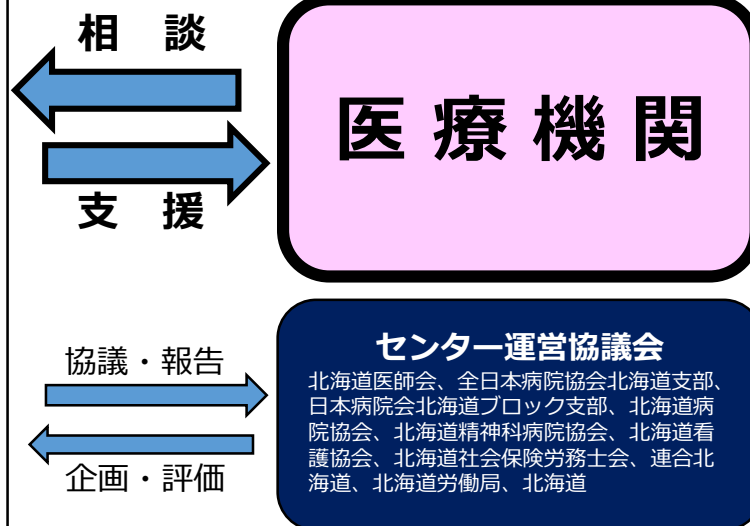 相　談
医療機関
支　援
協議・報告
企画・評価
センター運営協議会
北海道医師会、全日本病院協会北海道支部、
日本病院会北海道ブロック支部、北海道病
院協会、北海道精神科病院協会、北海道看
護協会、北海道社会保険労務士会、連合北
海道、北海道労働局、北海道